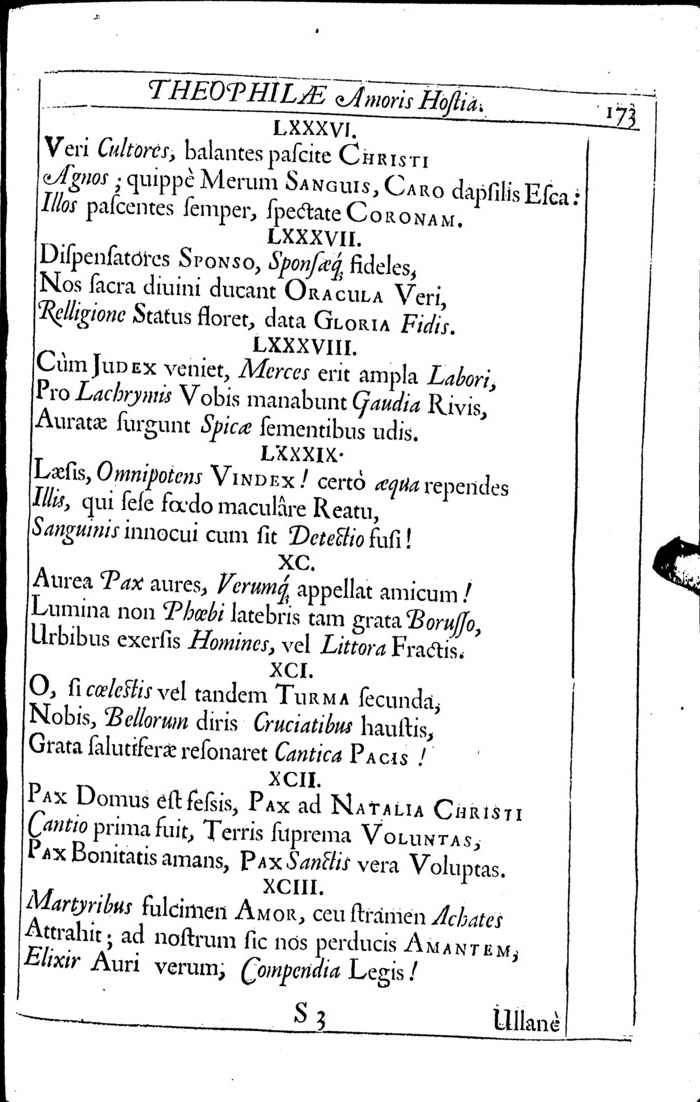 THEOPHILÆ Amoris Hoſtia.
173
LXXXVI.
Veri Cultores, balantes paſcite CHRISTI
Agnos; quippè Merum SANGUIS, CARO dapſilis Eſca:
Illos paſcentes ſemper, ſpectate CORONAM.
LXXXVII.
Diſpenſatores SPONSO, Sponſæq́; fideles,
Nos ſacra diuini ducant ORACULA Veri,
Relligione Status floret, data GLORIA Fidis.
LXXXVIII.
Cùm JUDEX veniet, Merces erit ampla Labori,
Pro Lachrymis Vobis manabunt Gaudia Rivis,
Auratæ ſurgunt Spicæ ſementibus udis.
LXXXIX.
Læſis, Omnipotens VINDEX! certò æqua rependes
Illis, qui ſeſe fœdo maculâre Reatu,
Sanguinis innocui cum ſit Detectio fuſi!
XC.
Aurea Pax aures, Verumq́; appellat amicum!
Lumina non Phœbi latebris tam grata Boruſſo,
Urbibus exerſis Homines, vel Littora Fractis.
XCI.
O, ſi cœleſtis vel tandem TURMA ſecunda,
Nobis, Bellorum diris Cruciatibus hauſtis,
Grata ſalutiferæ reſonaret Cantica PACIS!
XCII.
PAX Domus eſt feſsis, PAX ad NATALIA CHRISTI
Cantio prima fuit, Terris ſuprema VOLUNTAS,
PAX Bonitatis amans, PAX Sanctis vera Voluptas.
XCIII.
Martyribus fulcimen AMOR, ceu ſtramen Achates
Attrahit; ad noſtrum ſic nos perducis AMANTEM,
Elixir Auri verum, Compendia Legis!
S 3
Ullanè